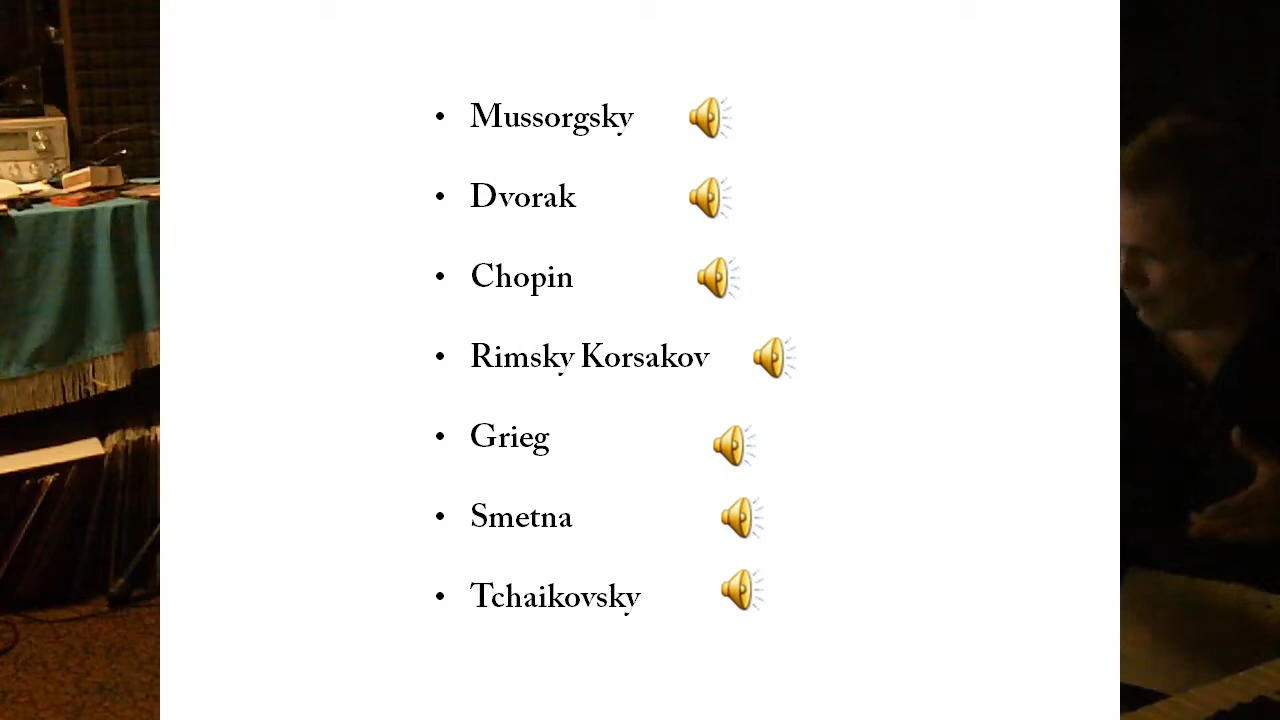 • Mussorgsky
• Dvorak
• Chopin
• Rimsky Korsakov
• Grieg
• Smetna
• Tchaikovsky